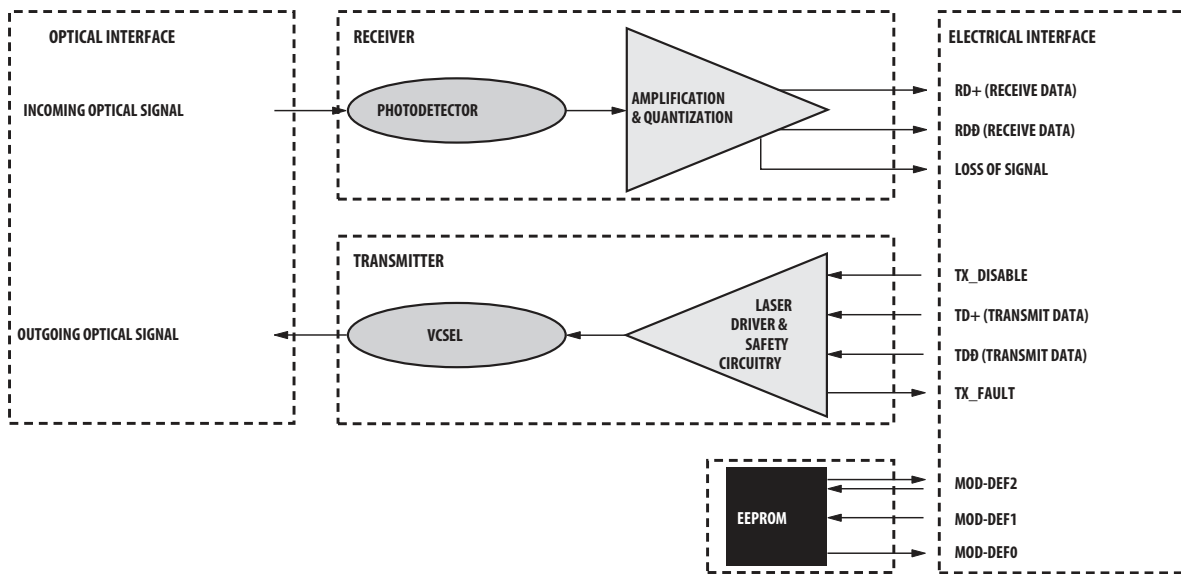 OPTICAL INTERFACE
INCOMING OPTICAL SIGNAL
OUTGOING OPTICAL SIGNAL
RECEIVER
PHOTODETECTOR
AMPLIFICATION
& QUANTIZATION
TRANSMITTER
VCSEL
LASER
DRIVER &
SAFETY
CIRCUITRY
EEPROM
ELECTRICAL INTERFACE
RD+ (RECEIVE DATA)
RDÐ (RECEIVE DATA)
LOSS OF SIGNAL
TX_DISABLE
TD+ (TRANSMIT DATA)
TDÐ (TRANSMIT DATA)
TX_FAULT
MOD-DEF2
MOD-DEF1
MOD-DEF0